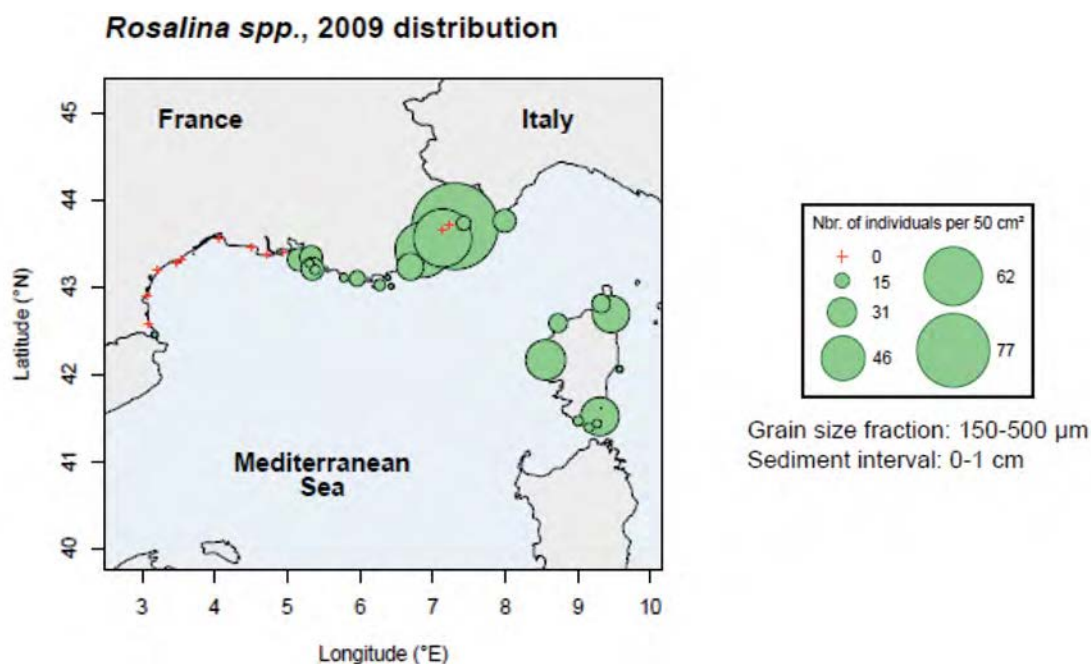 Rosalina spp., 2009 distribution
France
Italy
Mediterranean
Sea
45
44
43
42
41
40
Latitude (°N)
3 4 5 6 7 8 9 10
Longitude (°E)
Nbr. of individuals per 50 cm²
0
15
31
46
62
77
Grain size fraction: 150-500 µm
Sediment interval: 0-1 cm